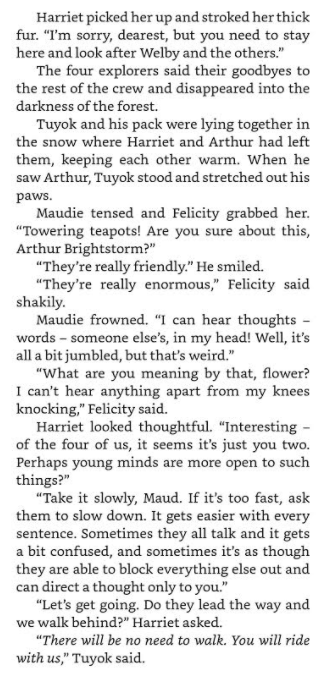 Harriet picked her up and stroked her thick
fur. “I’m sorry, dearest, but you need to stay
here and look after Welby and the others.”
The four explorers said their goodbyes to
the rest of the crew and disappeared into the
darkness of the forest.
Tuyok and his pack were lying together in
the snow where Harriet and Arthur had left
them, keeping each other warm. When he
saw Arthur, Tuyok stood and stretched out his
paws.
Maudie tensed and Felicity grabbed her.
“Towering teapots! Are you sure about this,
Arthur Brightstorm?”
“They’re really friendly.” He smiled.
“They’re really enormous,” Felicity said
shakily.
Maudie frowned. “I can hear thoughts –
words – someone else’s, in my head! Well, it’s
all a bit jumbled, but that’s weird.”
“What are you meaning by that, flower?
I can’t hear anything apart from my knees
knocking,” Felicity said.
Harriet looked thoughtful. “Interesting –
of the four of us, it seems it’s just you two.
Perhaps young minds are more open to such
things?”
“Take it slowly, Maud. If it’s too fast, ask
them to slow down. It gets easier with every
sentence. Sometimes they all talk and it gets
a bit confused, and sometimes it’s as though
they are able to block everything else out and
can direct a thought only to you.”
“Let’s get going. Do they lead the way and
we walk behind?” Harriet asked.
“There will be no need to walk. You will ride
with us,” Tuyok said.